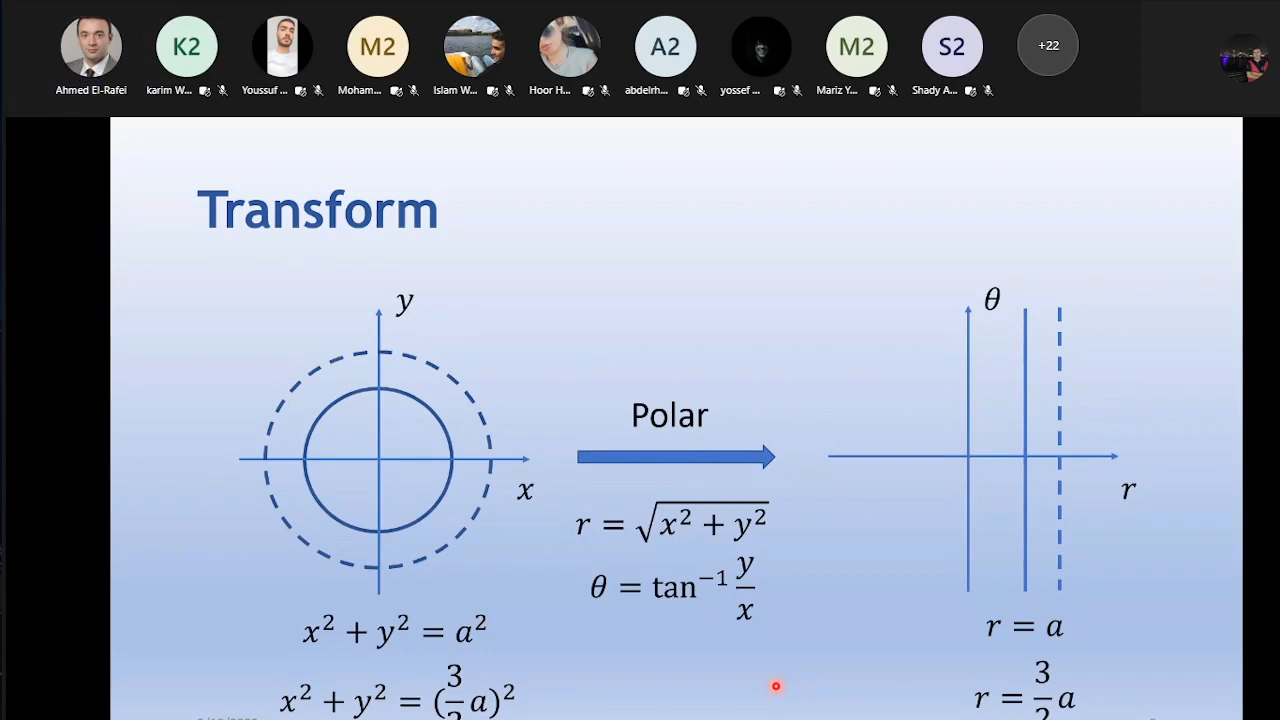 K2
M2
A2
M2
S2
+22
Ahmed El-Rafei
karim W...
Youssuf ...
Moham...
Islam W...
Hoor H...
abdelrh...
yossef ...
Mariz Y...
Shady A...
Transform
y
x
Polar
r = √(x² + y²)
θ = tan⁻¹ y/x
θ
r
x² + y² = a²
r = a
x² + y² = (3/2 a)²
r = 3/2 a